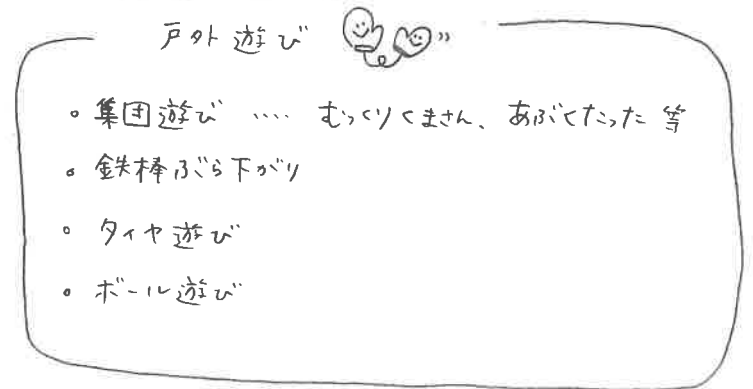 戸外遊び
。集団遊び ‥‥ むっくりくまさん、あぶくたった 等
。鉄棒ぶら下がり
。タイヤ遊び
。ボール遊び